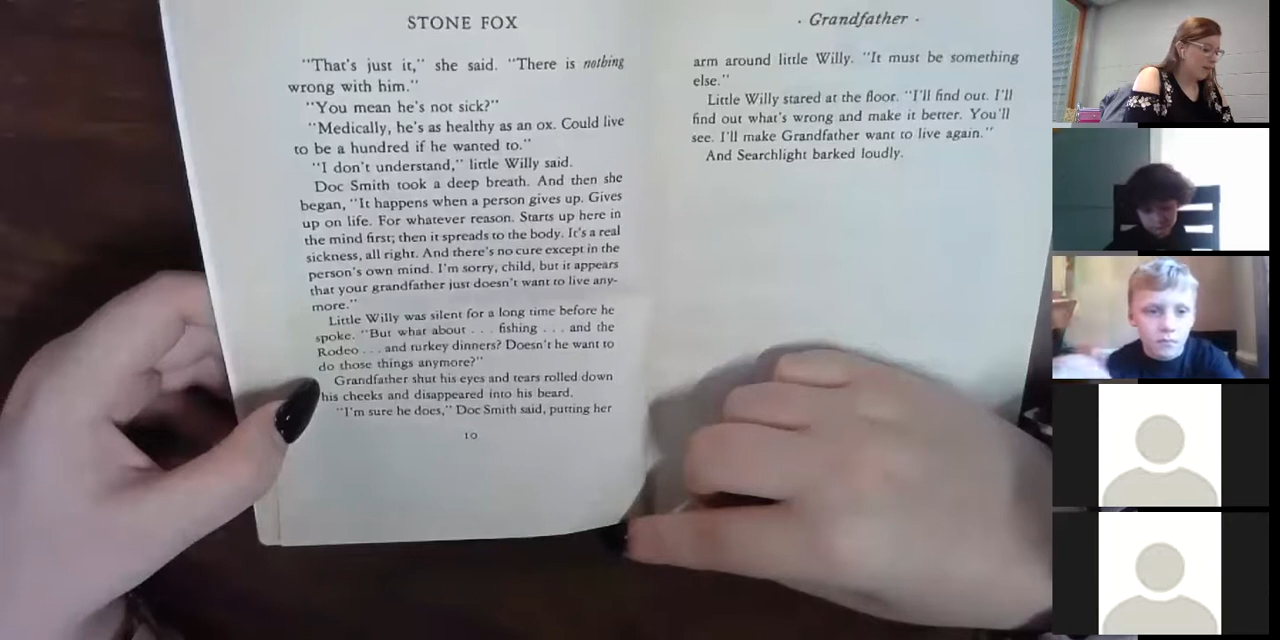 STONE FOX
"That's just it," she said. "There is nothing
wrong with him."
"You mean he's not sick?"
"Medically, he's as healthy as an ox. Could live
to be a hundred if he wanted to."
"I don't understand," little Willy said.
Doc Smith took a deep breath. And then she
began, "It happens when a person gives up. Gives
up on life. For whatever reason. Starts up here in
the mind first; then it spreads to the body. It's a real
sickness, all right. And there's no cure except in the
person's own mind. I'm sorry, child, but it appears
that your grandfather just doesn't want to live any-
more."
Little Willy was silent for a long time before he
spoke. "But what about . . . fishing . . . and the
Rodeo . . . and turkey dinners? Doesn't he want to
do those things anymore?"
Grandfather shut his eyes and tears rolled down
his cheeks and disappeared into his beard.
"I'm sure he does," Doc Smith said, putting her
10
· Grandfather ·
arm around little Willy. "It must be something
else."
Little Willy stared at the floor. "I'll find out. I'll
find out what's wrong and make it better. You'll
see. I'll make Grandfather want to live again."
And Searchlight barked loudly.